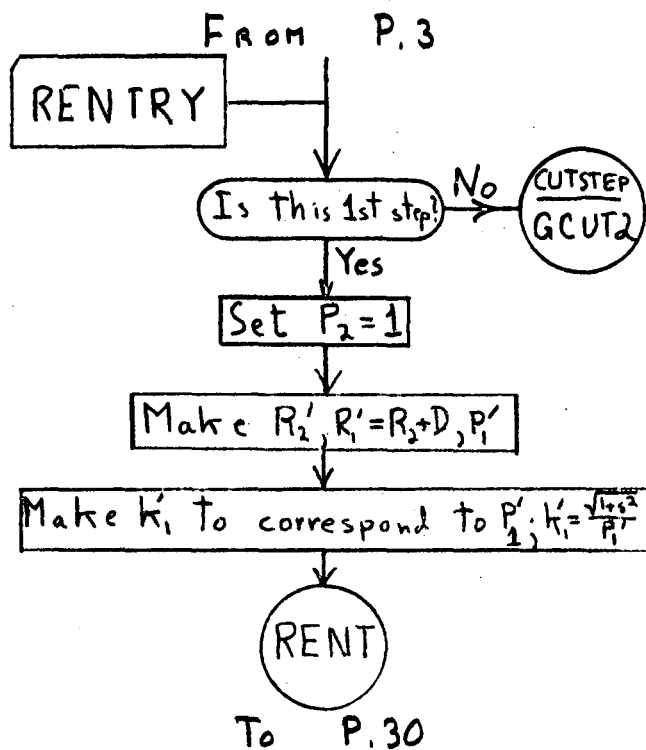 From P.3
RENTRY
Is this 1st step?
No
CUTSTEP
GCUT2
Yes
Set P₂ = 1
Make R₂', R₁' = R₂+D, P₁'
Make k₁' to correspond to P₁'; k₁' = √(1+s²)/P₁'
RENT
To P.30